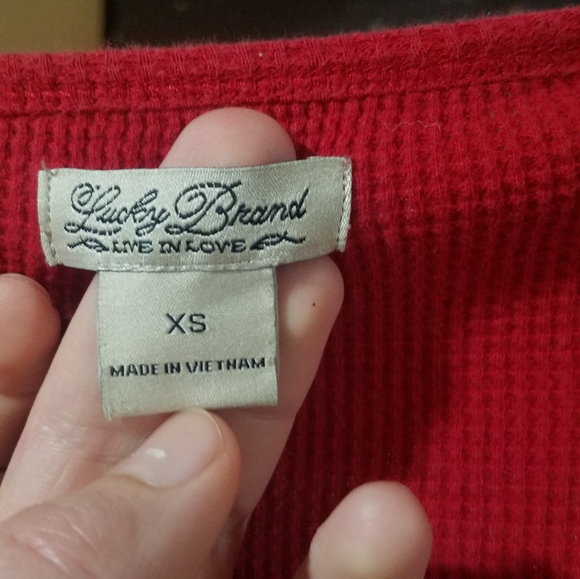 Lucky Brand
LIVE IN LOVE
XS
MADE IN VIETNAM